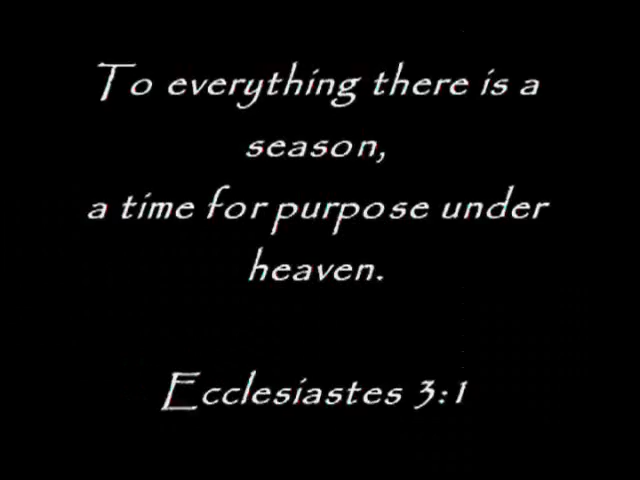 To everything there is a
season,
a time for purpose under
heaven.
Ecclesiastes 3:1